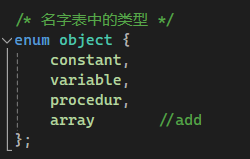 /* 名字表中的类型 */
enum object {
constant,
variable,
procedur,
array //add
};